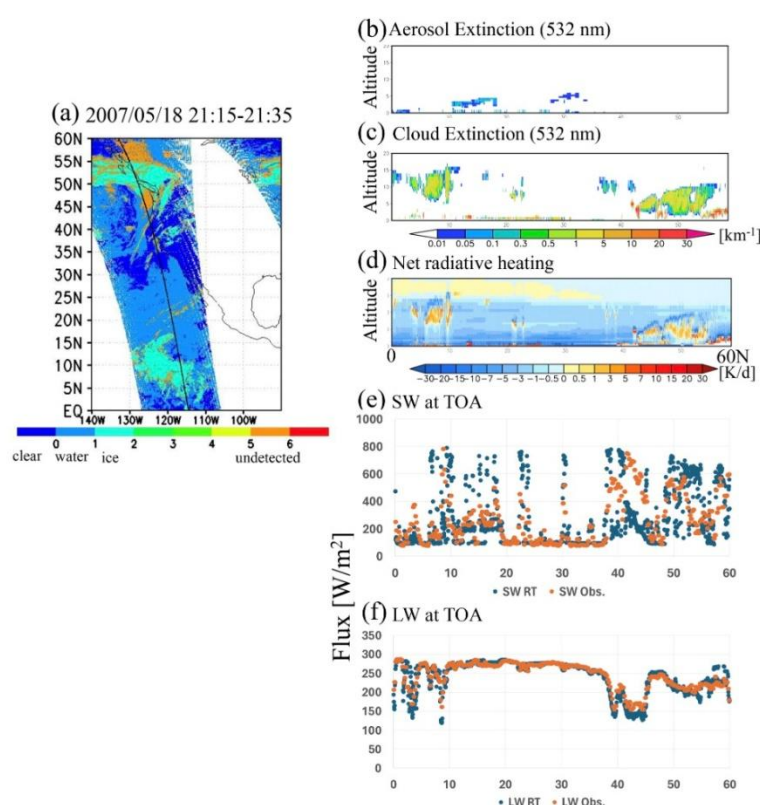 (a) 2007/05/18 21:15-21:35
60N
55N
50N
45N
40N
35N
30N
25N
20N
15N
10N
5N
EQ
140W 130W 120W 110W 100W
0 1 2 3 4 5 6
clear water ice undetected
(b) Aerosol Extinction (532 nm)
Altitude
(c) Cloud Extinction (532 nm)
Altitude
0.01 0.05 0.1 0.3 0.5 1 5 10 20 30 [km⁻¹]
(d) Net radiative heating
Altitude
0 60N
-30 -20 -15 -10 -7 -5 -3 -1 -0.5 0 0.5 1 3 5 7 10 15 20 30 [K/d]
(e) SW at TOA
Flux [W/m²]
1000
800
600
400
200
0
0 10 20 30 40 50 60
SW RT SW Obs.
(f) LW at TOA
350
300
250
200
150
100
50
0
0 10 20 30 40 50 60
LW RT LW Obs.